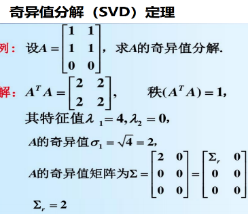 奇异值分解（SVD）定理
例：设A=[1 1; 1 1; 0 0]，求A的奇异值分解.
解：AᵀA=[2 2; 2 2]，秩(AᵀA)=1，
其特征值λ₁=4,λ₂=0，
A的奇异值σ₁=√4=2，
A的奇异值矩阵为Σ=[2 0; 0 0; 0 0]=[Σᵣ 0; 0 0; 0 0]
Σᵣ=2